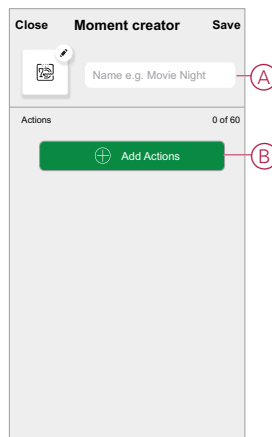 Close Moment creator Save
Name e.g. Movie Night
A
Actions 0 of 60
Add Actions
B